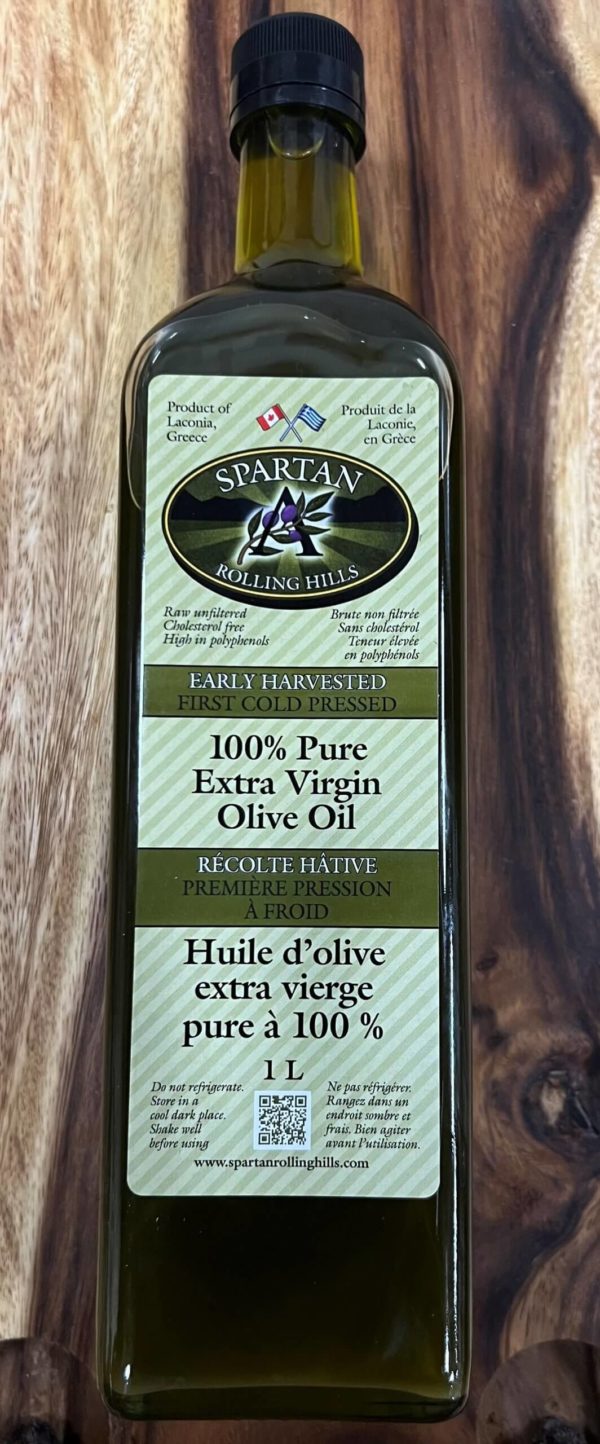 Product of
Laconia,
Greece
Produit de la
Laconie,
en Grèce
SPARTAN
A
ROLLING HILLS
Raw unfiltered
Cholesterol free
High in polyphenols
Brute non filtrée
Sans cholestérol
Teneur élevée
en polyphénols
EARLY HARVESTED
FIRST COLD PRESSED
100% Pure
Extra Virgin
Olive Oil
RÉCOLTE HÂTIVE
PREMIÈRE PRESSION
À FROID
Huile d'olive
extra vierge
pure à 100 %
1 L
Do not refrigerate.
Store in a
cool dark place.
Shake well
before using
Ne pas réfrigérer.
Rangez dans un
endroit sombre et
frais. Bien agiter
avant l'utilisation.
www.spartanrollinghills.com